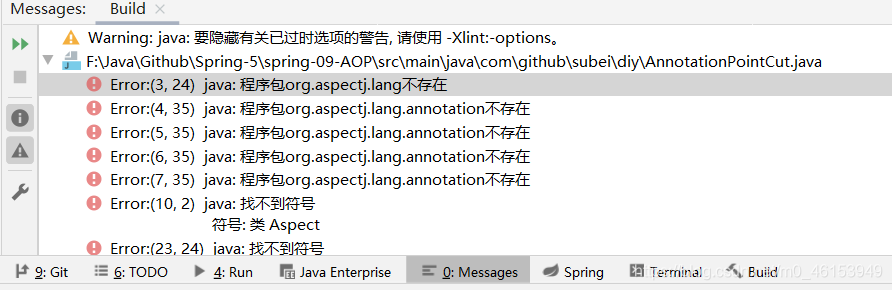 Messages: Build ×
Warning: java: 要隐藏有关已过时选项的警告, 请使用 -Xlint:-options。
F:\Java\Github\Spring-5\spring-09-AOP\src\main\java\com\github\subei\diy\AnnotationPointCut.java
Error:(3, 24) java: 程序包org.aspectj.lang不存在
Error:(4, 35) java: 程序包org.aspectj.lang.annotation不存在
Error:(5, 35) java: 程序包org.aspectj.lang.annotation不存在
Error:(6, 35) java: 程序包org.aspectj.lang.annotation不存在
Error:(7, 35) java: 程序包org.aspectj.lang.annotation不存在
Error:(10, 2) java: 找不到符号
符号: 类 Aspect
Error:(23, 24) java: 找不到符号
9: Git 6: TODO 4: Run Java Enterprise 0: Messages Spring Terminal Build